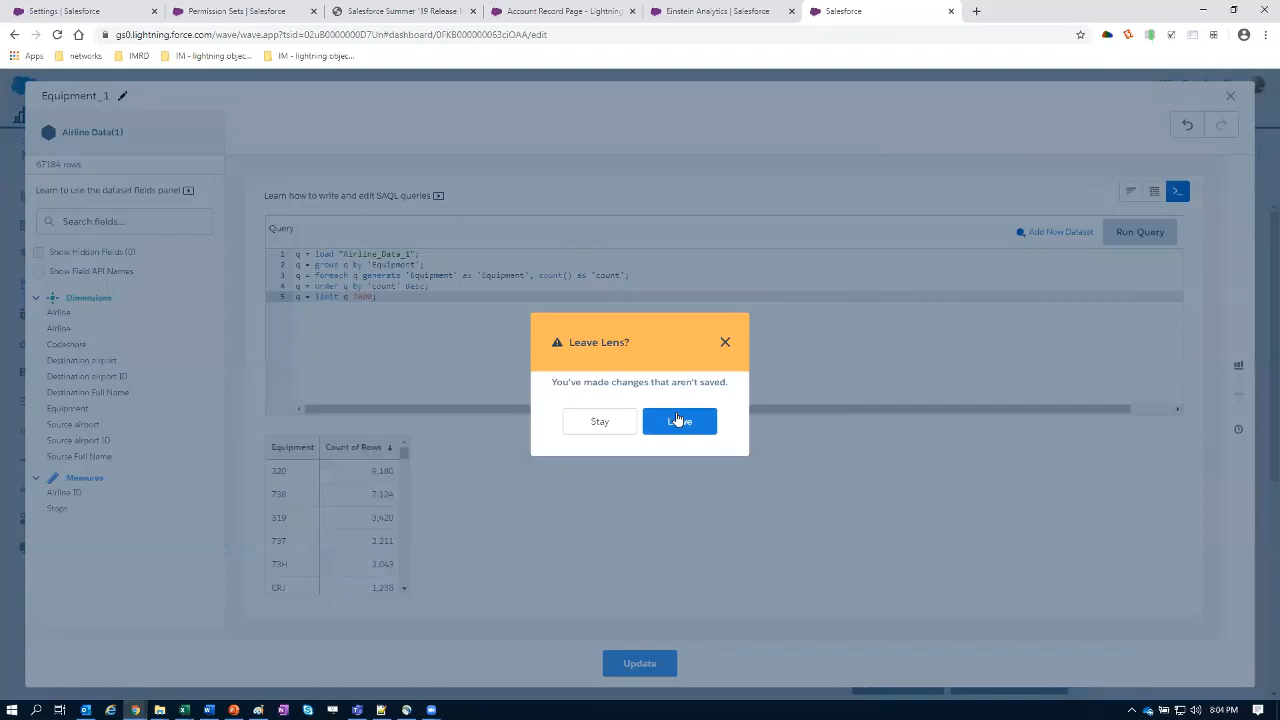 Settings | Salesforce
Permission Sets | Salesforce
Salesforce Summer '19 Release
Account Record Page - Lightning
Einstein Analytics | Salesforce
Salesforce
gs0.lightning.force.com/wave/wave.app?tsid=02uB0000000D7Un#dashboard/0FKB000000063ciOAA/edit
Apps
networks
IMRD
IM - lightning objec...
IM - lightning objec...
Equipment_1
Airline Data(1)
67184 rows
Learn to use the dataset fields panel
Search fields...
Show Hidden Fields (0)
Show Field API Names
Dimensions
Airline
Airline
Codeshare
Destination airport
Destination airport ID
Destination Full Name
Equipment
Source airport
Source airport ID
Sourse Full Name
Measures
Airline ID
Stops
Learn how to write and edit SAQL queries
Query
Add New Dataset
Run Query
1 q = load "Airline_Data_1";
2 q = group q by 'Equipment';
3 q = foreach q generate 'Equipment' as 'Equipment', count() as 'count';
4 q = order q by 'count' desc;
5 q = limit q 2000;
Leave Lens?
You've made changes that aren't saved.
Stay
Equipment Count of Rows
320 9,180
738 7,124
319 3,420
737 2,211
73H 2,043
CRJ 1,238
Update
8:04 PM